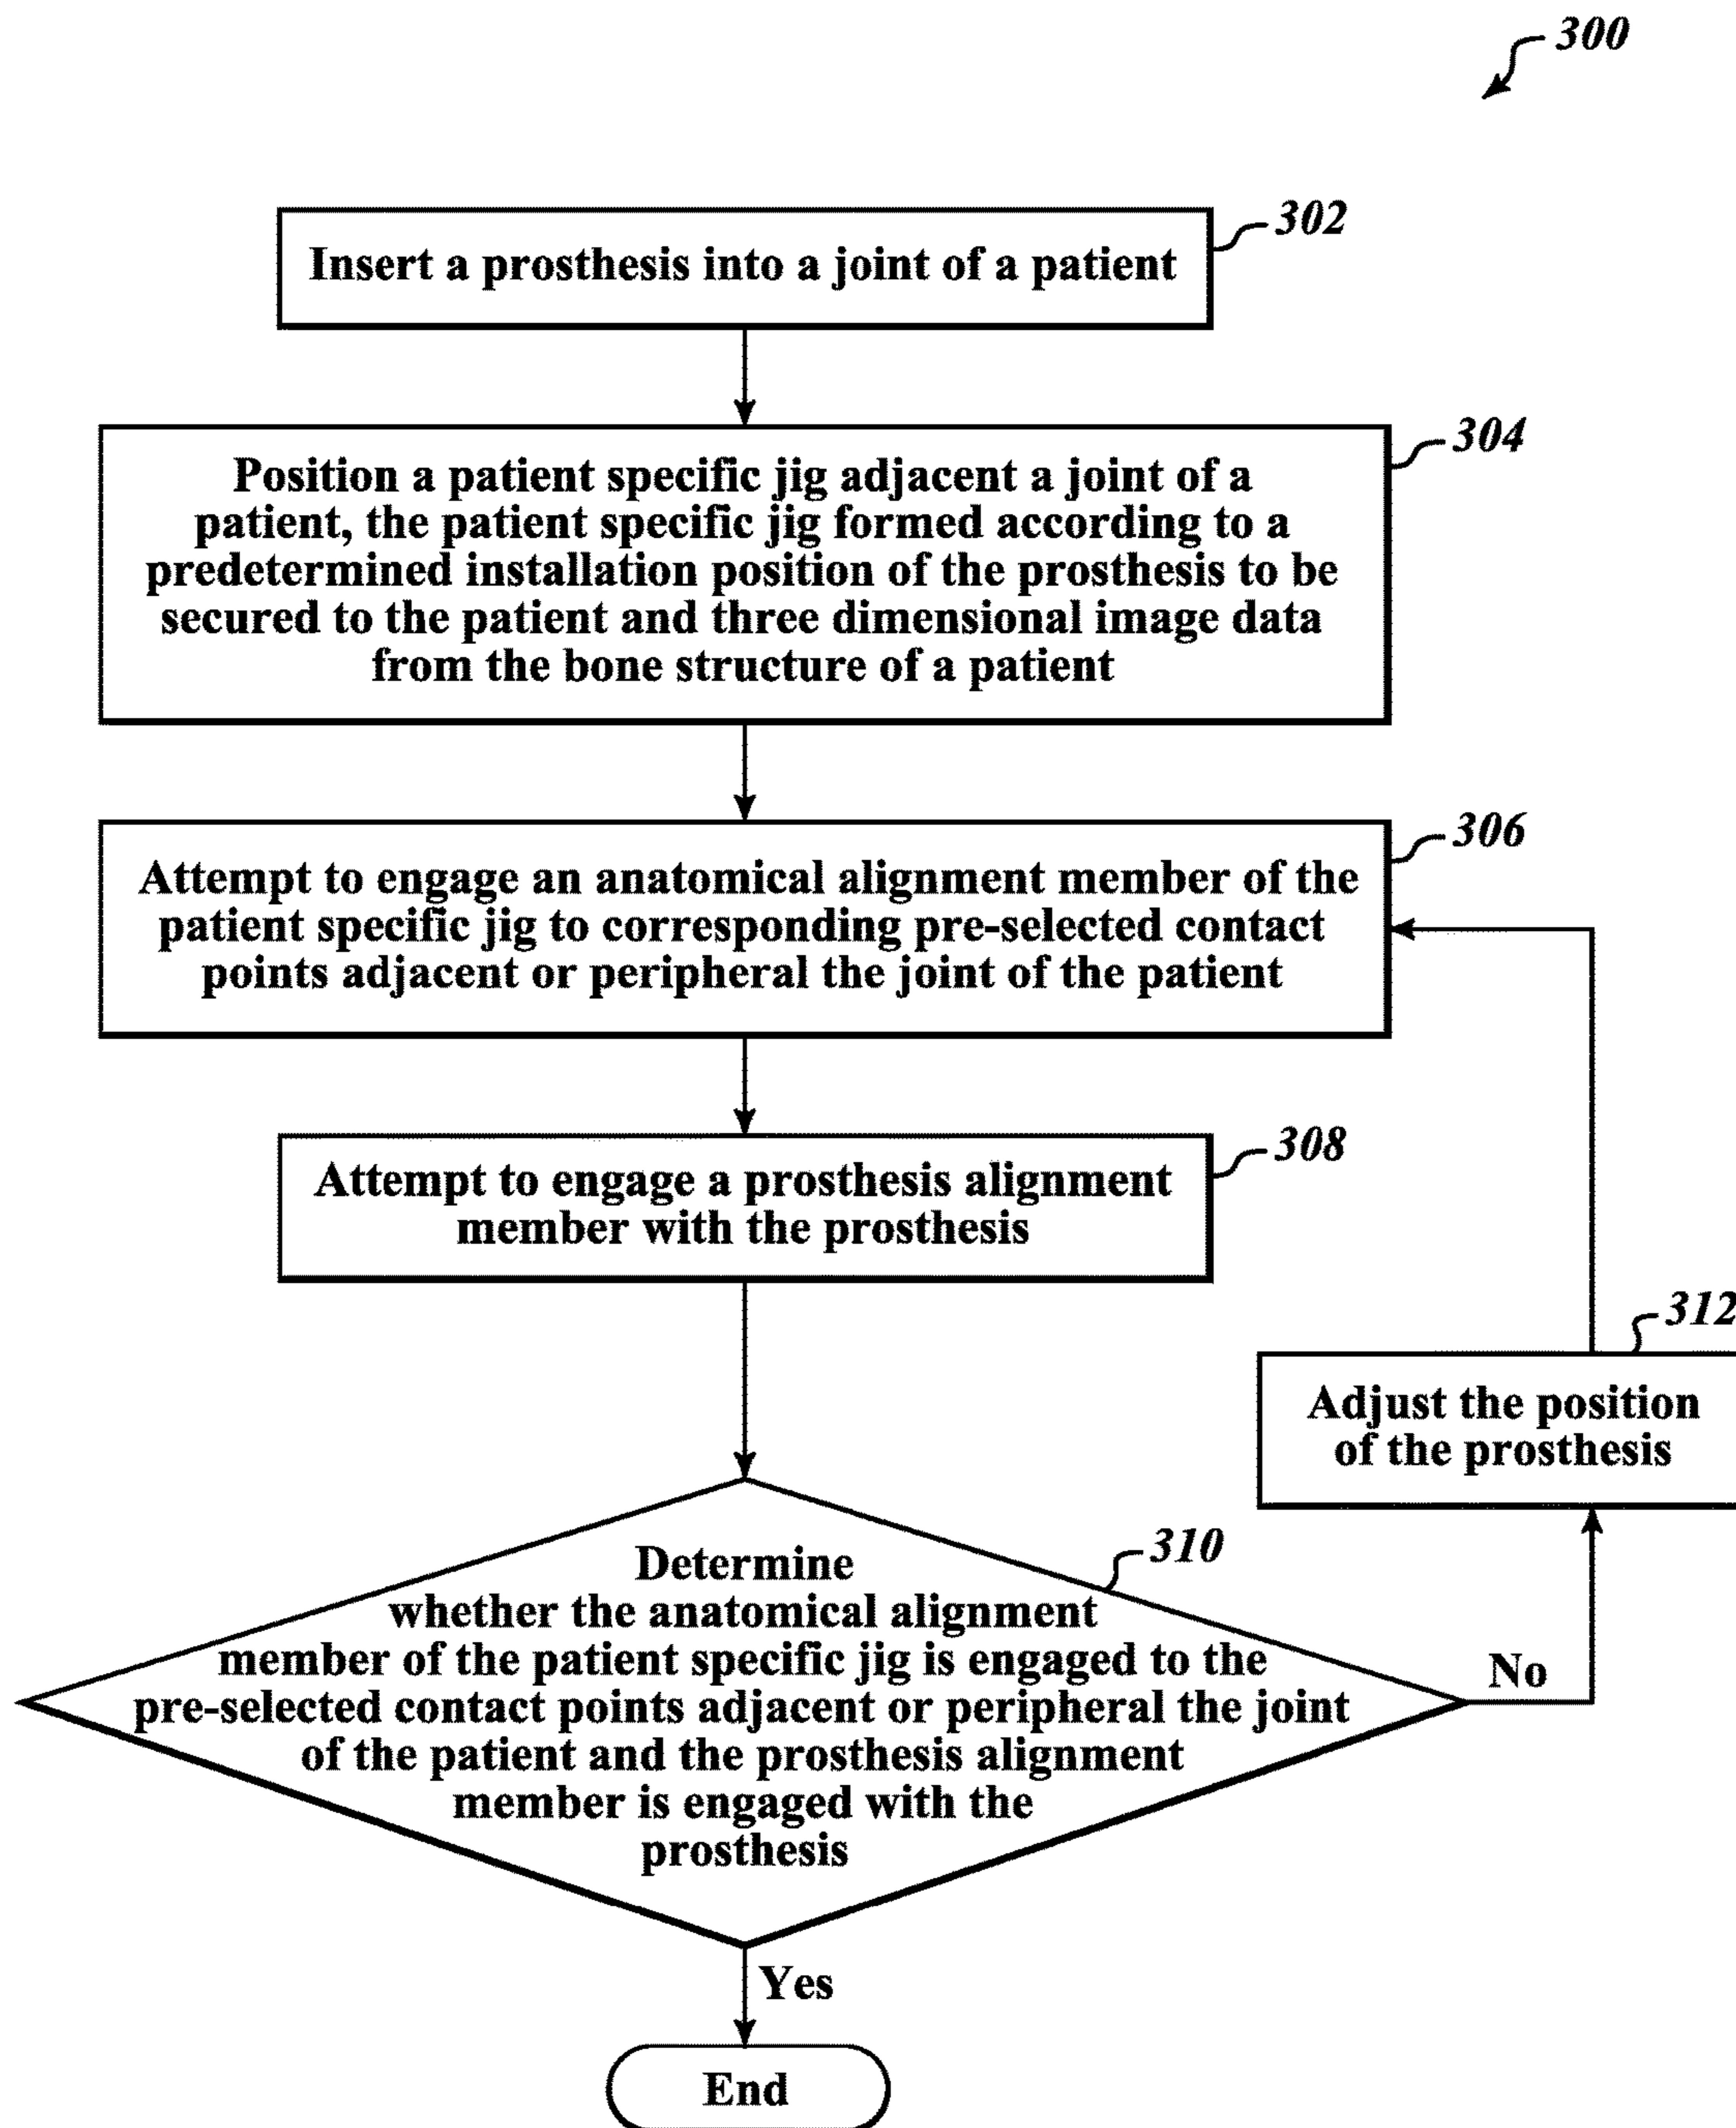 300
302
Insert a prosthesis into a joint of a patient
304
Position a patient specific jig adjacent a joint of a
patient, the patient specific jig formed according to a
predetermined installation position of the prosthesis to be
secured to the patient and three dimensional image data
from the bone structure of a patient
306
Attempt to engage an anatomical alignment member of the
patient specific jig to corresponding pre-selected contact
points adjacent or peripheral the joint of the patient
308
Attempt to engage a prosthesis alignment
member with the prosthesis
312
Adjust the position
of the prosthesis
310
Determine
whether the anatomical alignment
member of the patient specific jig is engaged to the
pre-selected contact points adjacent or peripheral the joint
of the patient and the prosthesis alignment
member is engaged with the
prosthesis
No
Yes
End